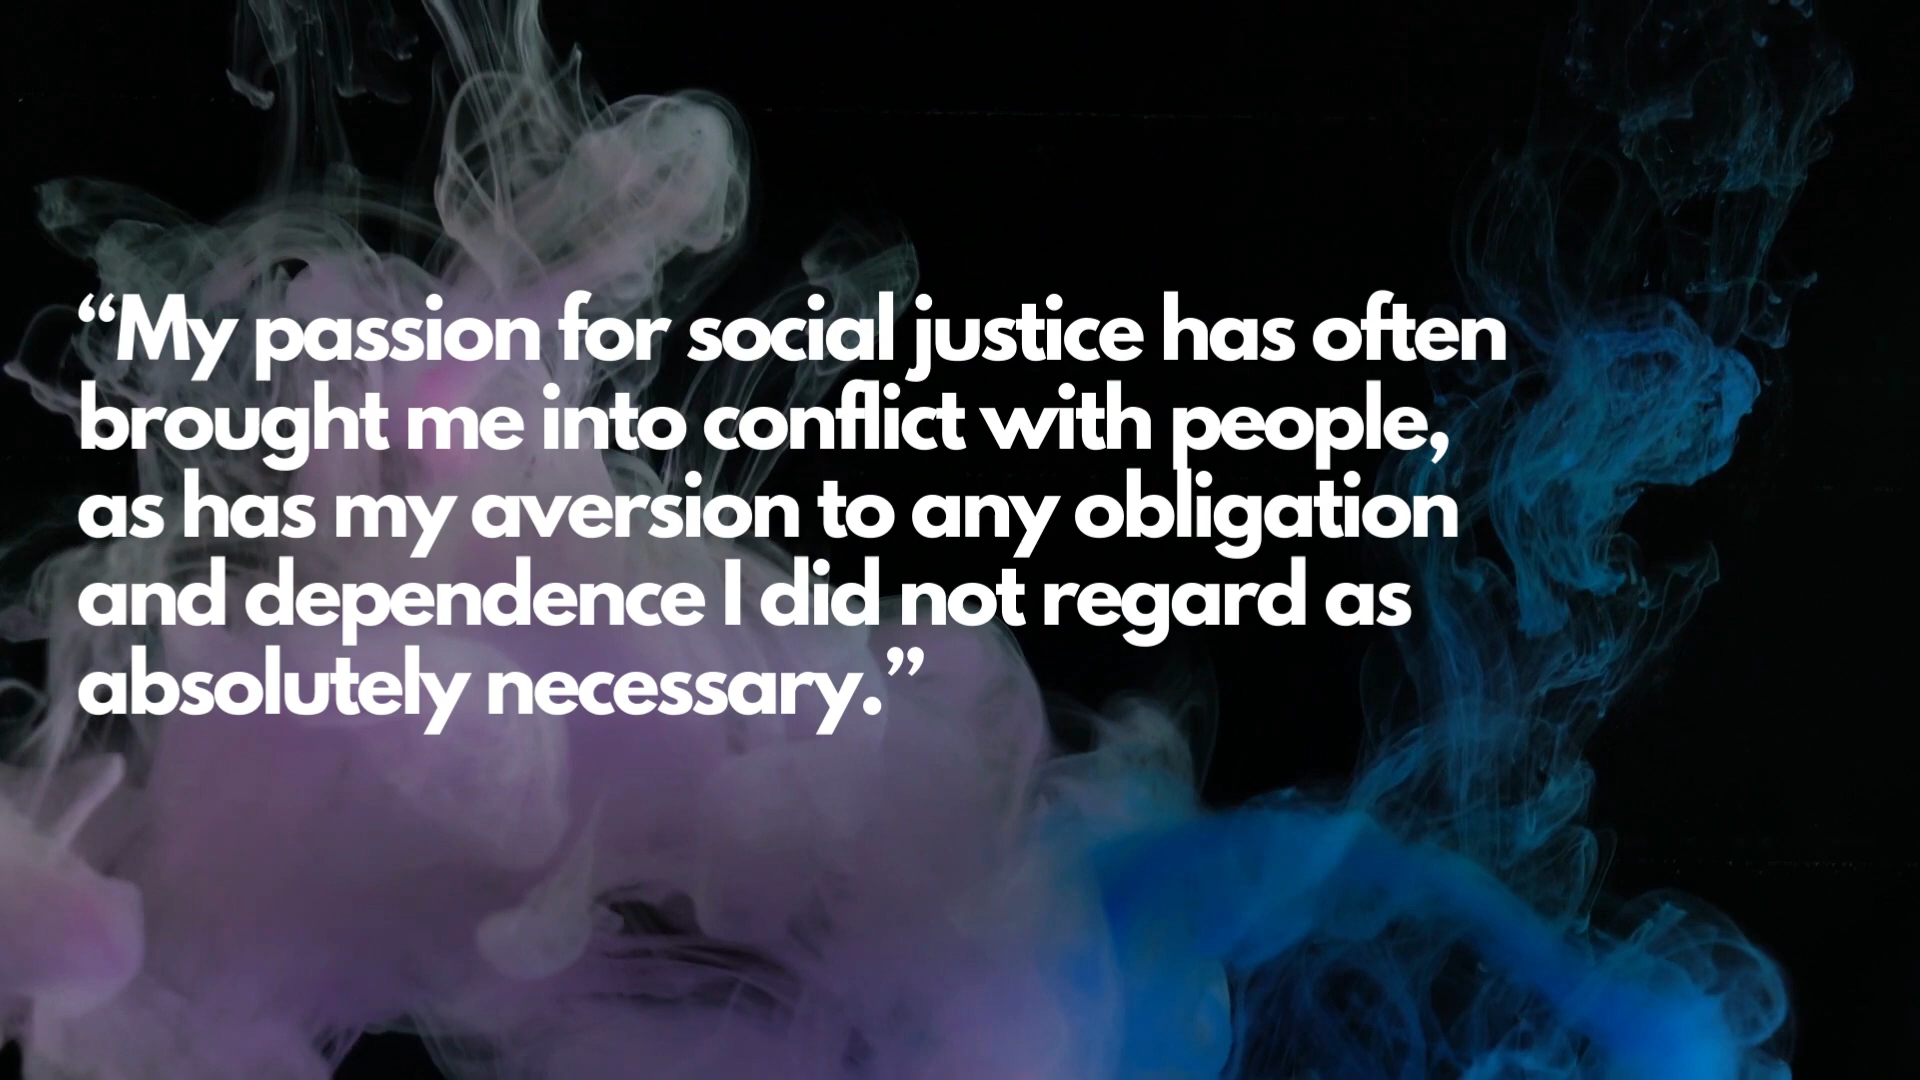 “My passion for social justice has often
brought me into conflict with people,
as has my aversion to any obligation
and dependence I did not regard as
absolutely necessary.”